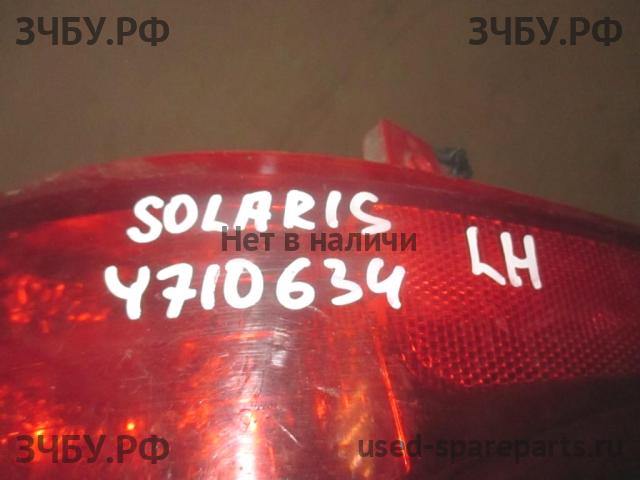 ЗЧБУ.РФ ЗЧБУ.РФ
SOLARIS
Нет в наличи
LH
4710634
ЗЧБУ.РФ used-spareparts.ru